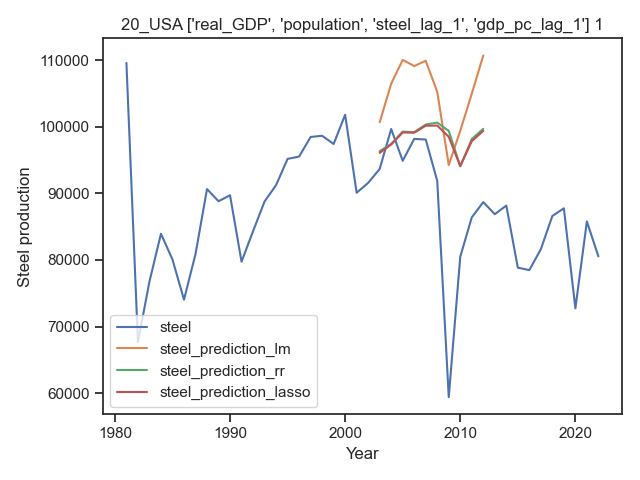 20_USA ['real_GDP', 'population', 'steel_lag_1', 'gdp_pc_lag_1'] 1
110000
100000
90000
80000
70000
60000
Steel production
steel
steel_prediction_lm
steel_prediction_rr
steel_prediction_lasso
1980
1990
2000
2010
2020
Year